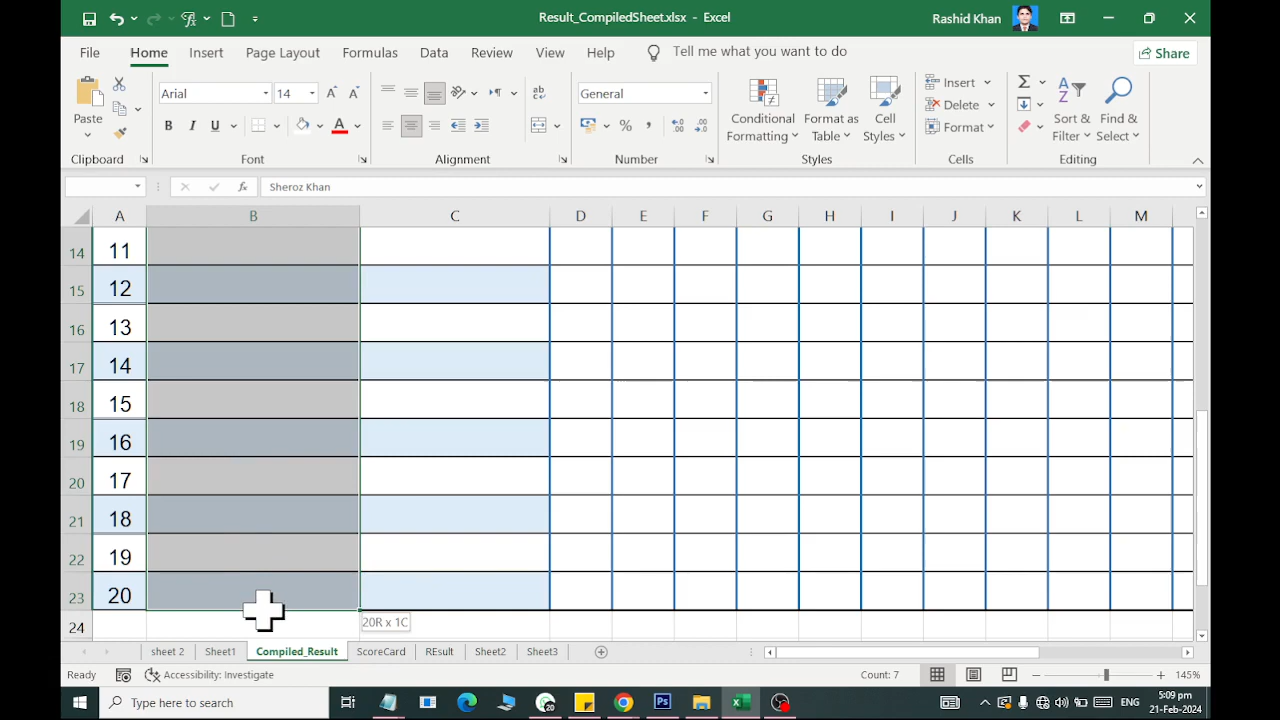 Result_CompiledSheet.xlsx - Excel
Rashid Khan
File Home Insert Page Layout Formulas Data Review View Help Tell me what you want to do Share
Paste
Clipboard
Arial 14
B I U A
Font
ab
Alignment
General
% ,
Number
Conditional Formatting
Format as Table
Cell Styles
Styles
Insert
Delete
Format
Cells
Sort & Filter
Find & Select
Editing
fx Sheroz Khan
A B C D E F G H I J K L M
14 11
15 12
16 13
17 14
18 15
19 16
20 17
21 18
22 19
23 20
20R x 1C
24
sheet 2 Sheet1 Compiled_Result ScoreCard REsult Sheet2 Sheet3
Ready Accessibility: Investigate Count: 7 145%
Type here to search
20
ENG
5:09 pm
21-Feb-2024